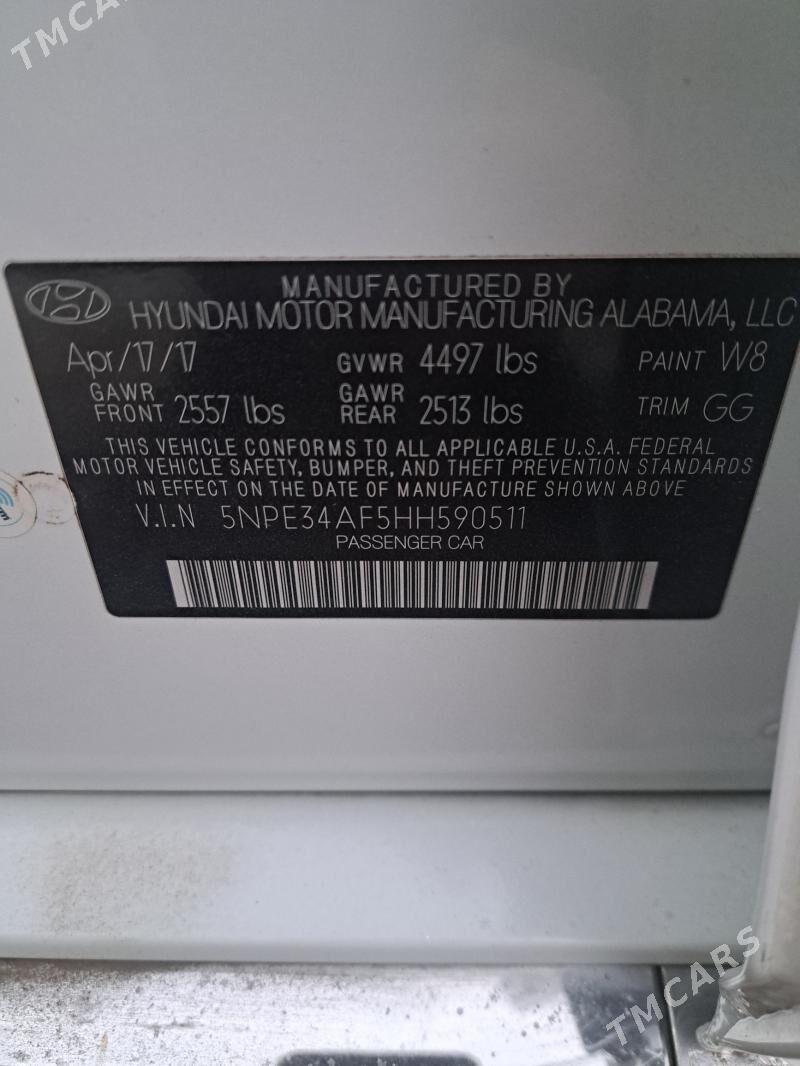 TMCARS
MANUFACTURED BY
HYUNDAI MOTOR MANUFACTURING ALABAMA, LLC
Apr/17/17 GVWR 4497 lbs PAINT W8
GAWR FRONT 2557 lbs GAWR REAR 2513 lbs TRIM GG
THIS VEHICLE CONFORMS TO ALL APPLICABLE U.S.A. FEDERAL
MOTOR VEHICLE SAFETY, BUMPER, AND THEFT PREVENTION STANDARDS
IN EFFECT ON THE DATE OF MANUFACTURE SHOWN ABOVE
V.I.N 5NPE34AF5HH590511
PASSENGER CAR
TMCARS